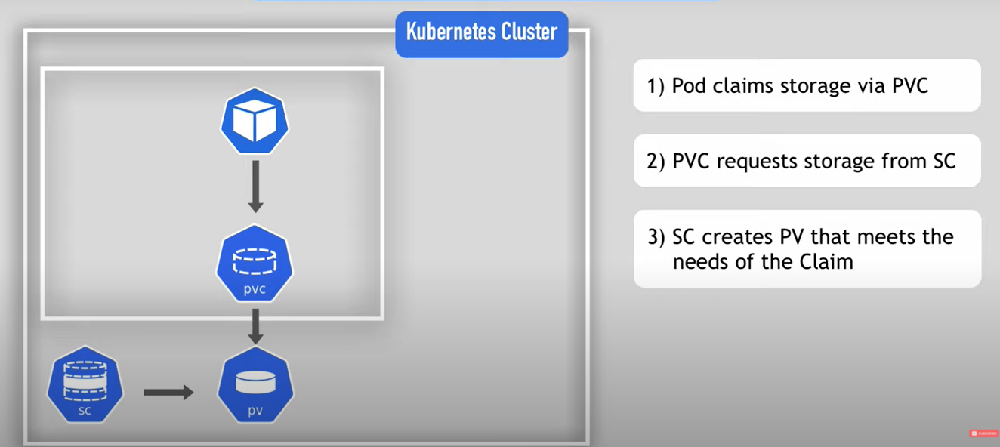 Kubernetes Cluster
1) Pod claims storage via PVC
2) PVC requests storage from SC
3) SC creates PV that meets the
needs of the Claim
pvc
sc
pv
SUBSCRIBE